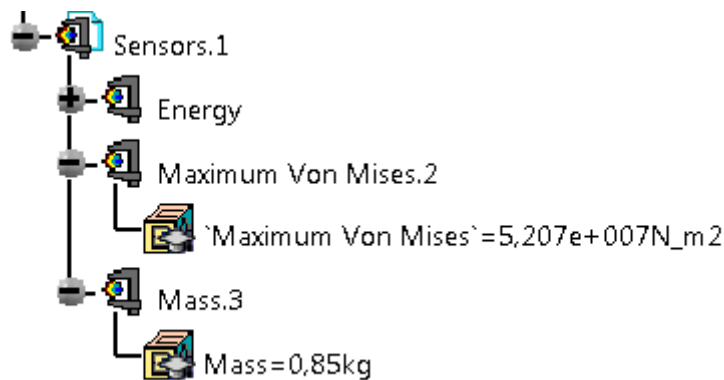 Sensors.1
Energy
Maximum Von Mises.2
`Maximum Von Mises`=5,207e+007N_m2
Mass.3
Mass=0,85kg